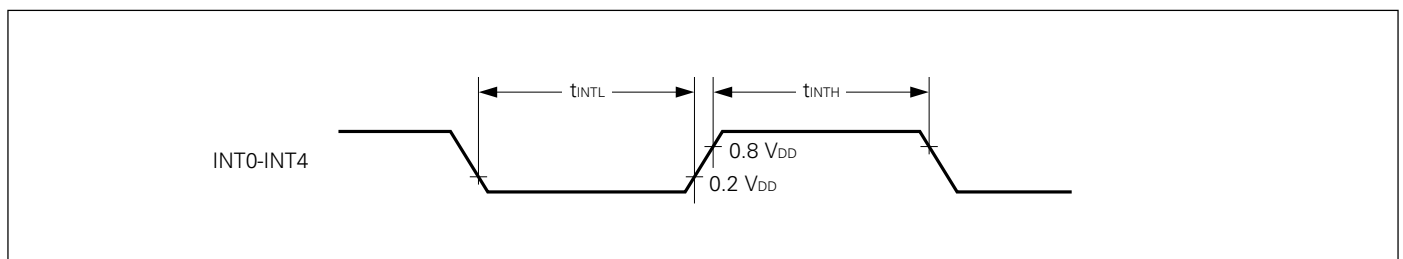 tINTL
tINTH
INT0-INT4
0.8 VDD
0.2 VDD